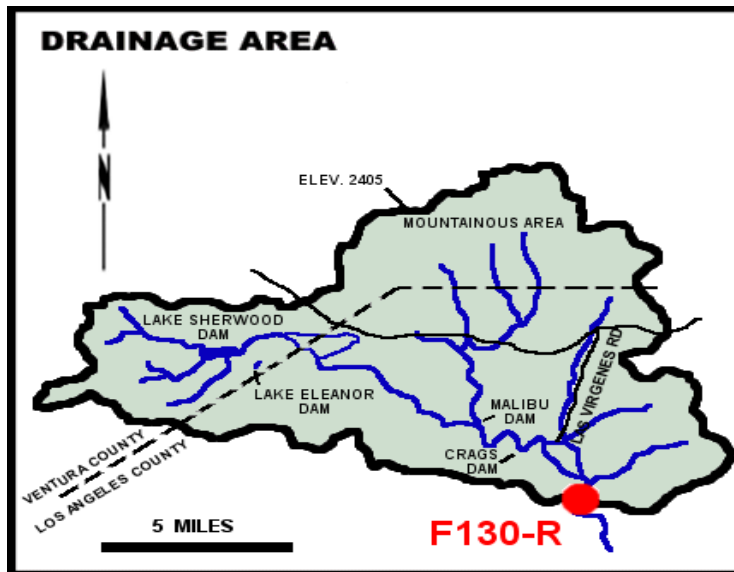 DRAINAGE AREA
N
ELEV. 2405
MOUNTAINOUS AREA
LAKE SHERWOOD
DAM
LAKE ELEANOR
DAM
MALIBU
DAM
LAS VIRGENES RD
CRAGS
DAM
VENTURA COUNTY
LOS ANGELES COUNTY
5 MILES
F130-R